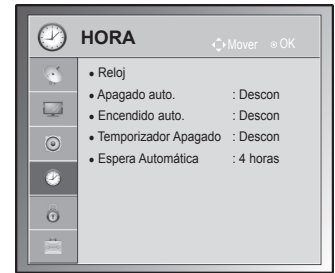 HORA
Mover OK
• Reloj
• Apagado auto. : Descon
• Encendido auto. : Descon
• Temporizador Apagado : Descon
• Espera Automática : 4 horas